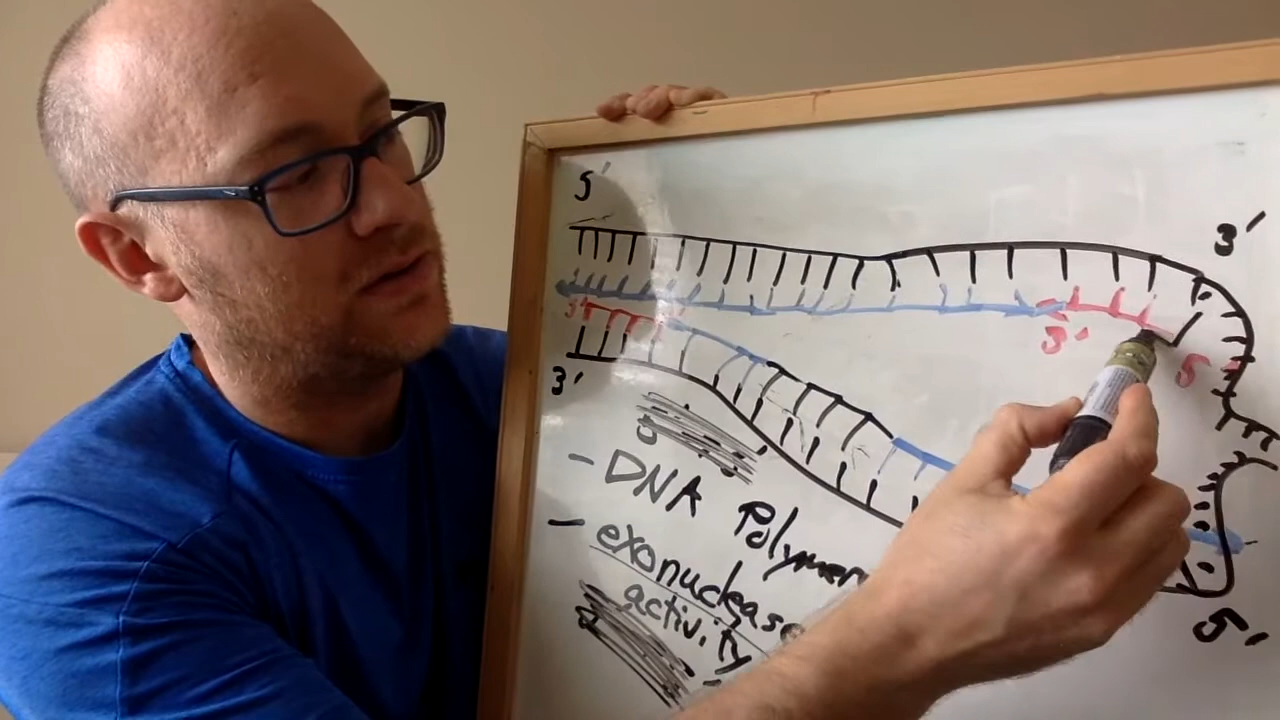 5'
3'
3'
5
5'
3'
- DNA Polymer
- exonuclease
activity
5'